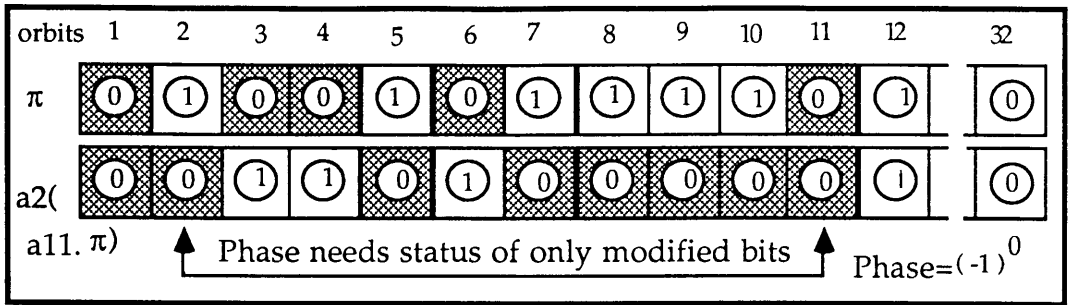 orbits 1 2 3 4 5 6 7 8 9 10 11 12 32
π 0 1 0 0 1 0 1 1 1 1 0 1 0
a2( 0 0 1 1 0 1 0 0 0 0 0 1 0
a11. π) Phase needs status of only modified bits Phase=(-1)^0